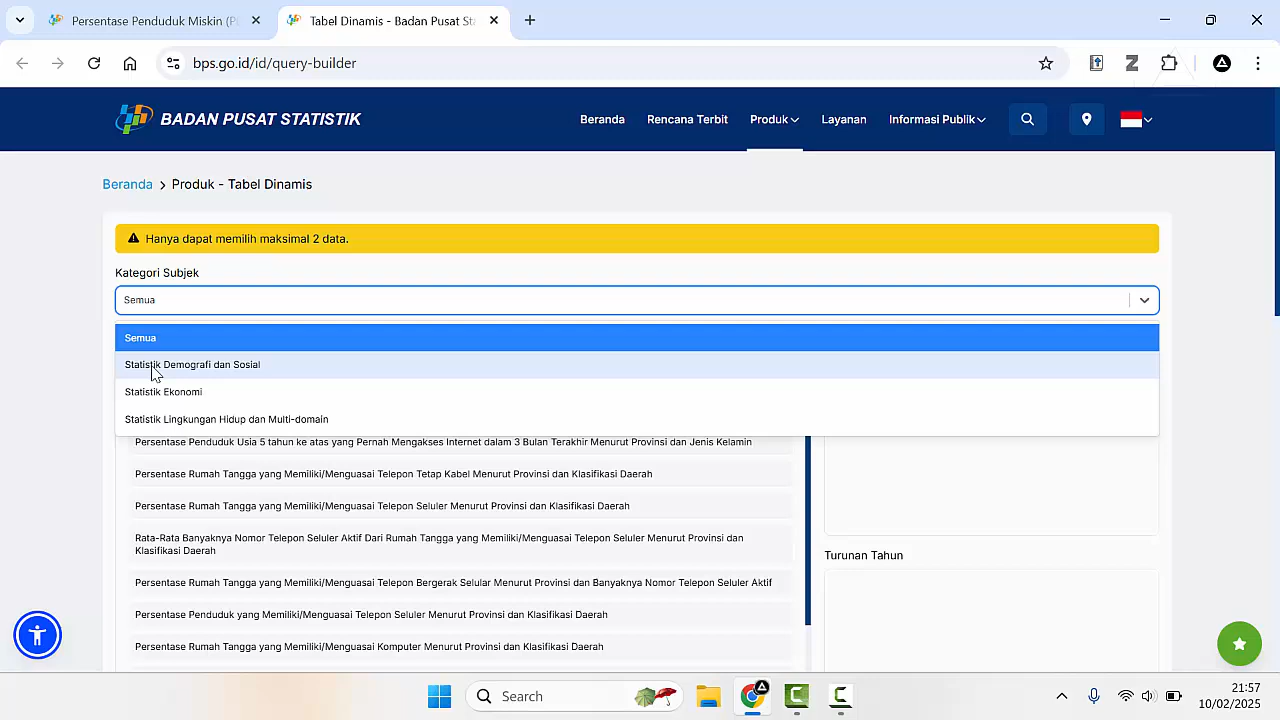 Persentase Penduduk Miskin (P
Tabel Dinamis - Badan Pusat Sta
bps.go.id/id/query-builder
BADAN PUSAT STATISTIK
Beranda
Rencana Terbit
Produk
Layanan
Informasi Publik
Beranda > Produk - Tabel Dinamis
Hanya dapat memilih maksimal 2 data.
Kategori Subjek
Semua
Semua
Statistik Demografi dan Sosial
Statistik Ekonomi
Statistik Lingkungan Hidup dan Multi-domain
Persentase Penduduk Usia 5 tahun ke atas yang Pernah Mengakses Internet dalam 3 Bulan Terakhir Menurut Provinsi dan Jenis Kelamin
Persentase Rumah Tangga yang Memiliki/Menguasai Telepon Tetap Kabel Menurut Provinsi dan Klasifikasi Daerah
Persentase Rumah Tangga yang Memiliki/Menguasai Telepon Seluler Menurut Provinsi dan Klasifikasi Daerah
Rata-Rata Banyaknya Nomor Telepon Seluler Aktif Dari Rumah Tangga yang Memiliki/Menguasai Telepon Seluler Menurut Provinsi dan
Klasifikasi Daerah
Persentase Rumah Tangga yang Memiliki/Menguasai Telepon Bergerak Selular Menurut Provinsi dan Banyaknya Nomor Telepon Seluler Aktif
Persentase Penduduk yang Memiliki/Menguasai Telepon Seluler Menurut Provinsi dan Klasifikasi Daerah
Persentase Rumah Tangga yang Memiliki/Menguasai Komputer Menurut Provinsi dan Klasifikasi Daerah
Turunan Tahun
Search
21:57
10/02/2025